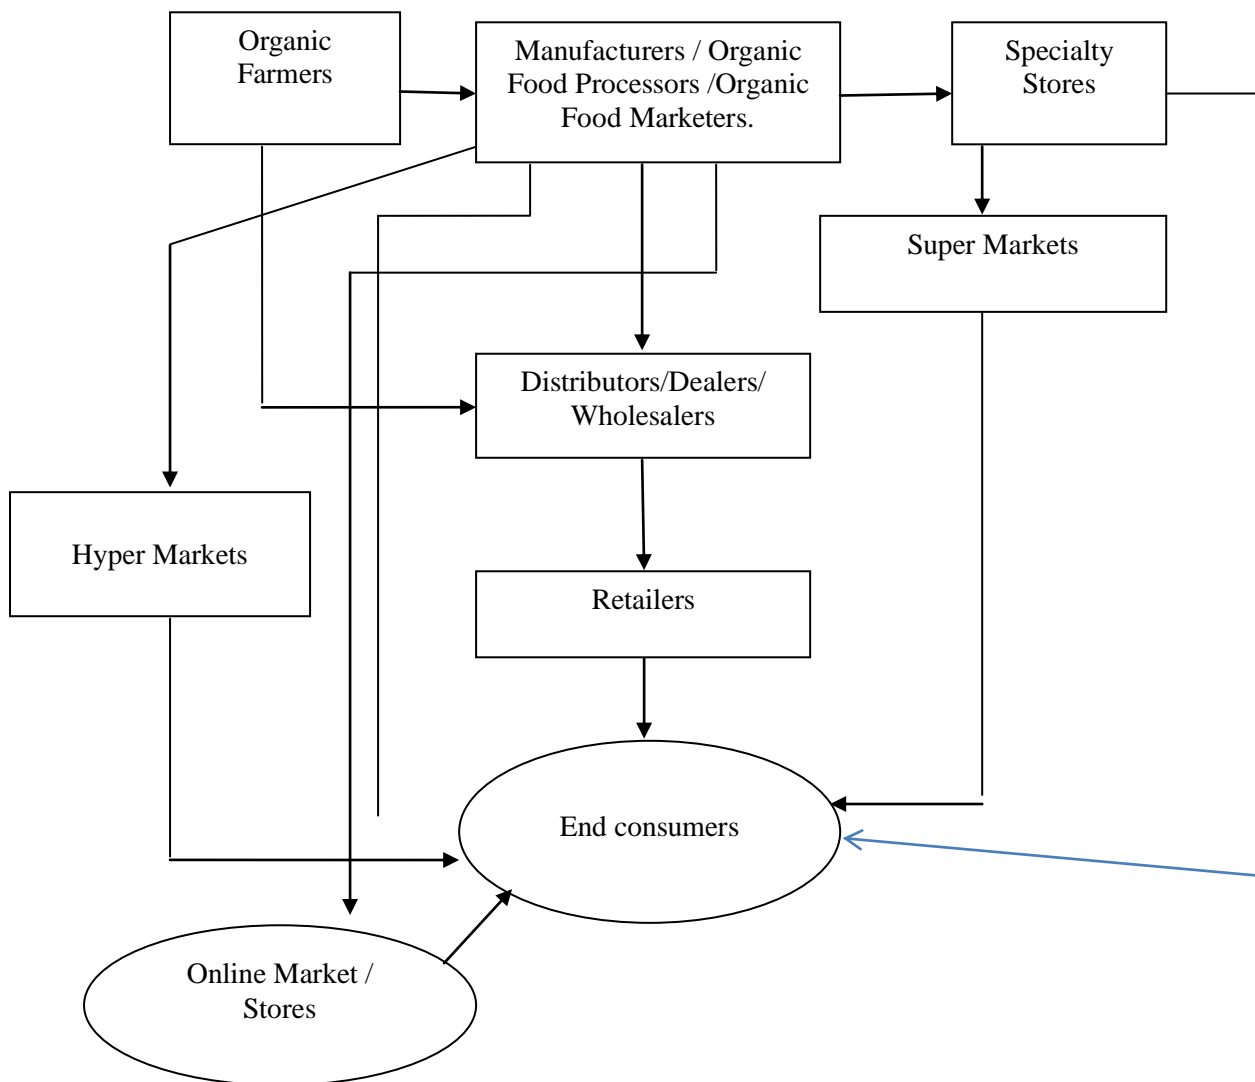 Organic
Farmers
Manufacturers / Organic
Food Processors /Organic
Food Marketers.
Specialty
Stores
Super Markets
Distributors/Dealers/
Wholesalers
Hyper Markets
Retailers
End consumers
Online Market /
Stores